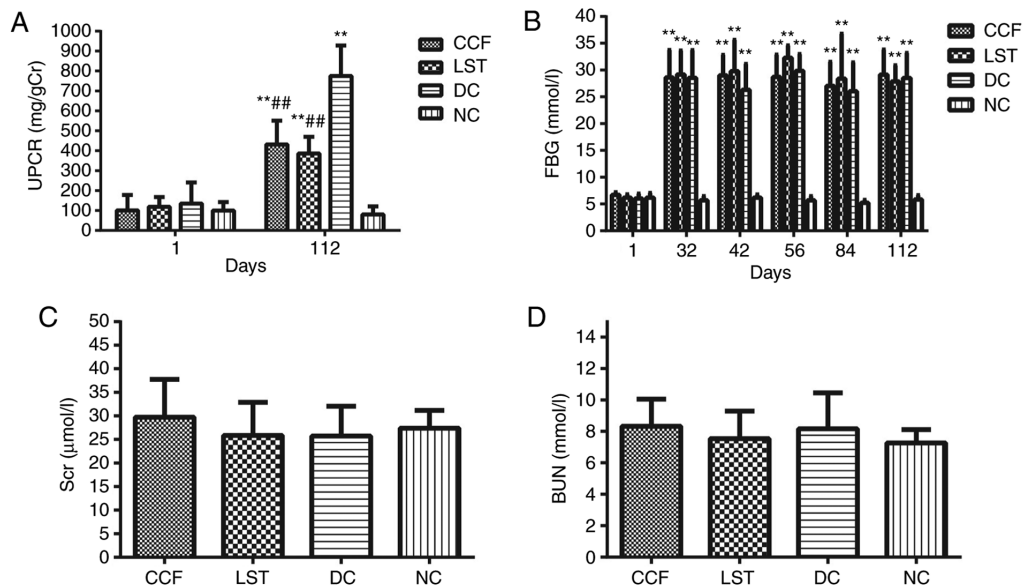 A
UPCR (mg/gCr)
1000
900
800
700
600
500
400
300
200
100
0
**##
**##
**
1
112
Days
CCF
LST
DC
NC
B
FBG (mmol/l)
40
35
30
25
20
15
10
5
0
** ** **
** ** **
** ** **
** ** **
** ** **
1 32 42 56 84 112
Days
CCF
LST
DC
NC
C
Scr (µmol/l)
50
45
40
35
30
25
20
15
10
5
0
CCF LST DC NC
D
BUN (mmol/l)
14
12
10
8
6
4
2
0
CCF LST DC NC